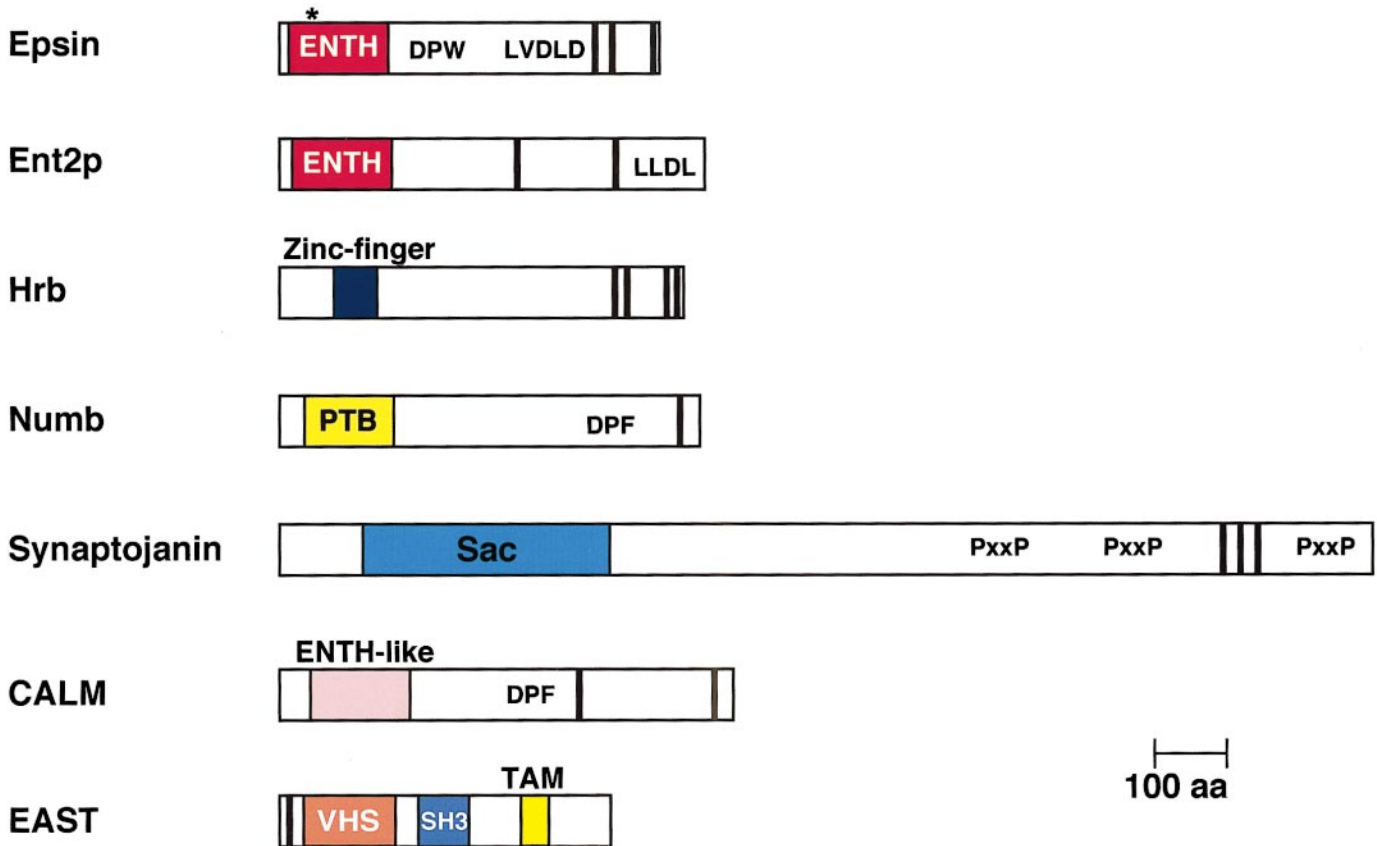 *
Epsin ENTH DPW LVDLD
Ent2p ENTH LLDL
Zinc-finger
Hrb
Numb PTB DPF
Synaptojanin Sac PxxP PxxP PxxP
ENTH-like
CALM DPF
TAM
100 aa
EAST VHS SH3